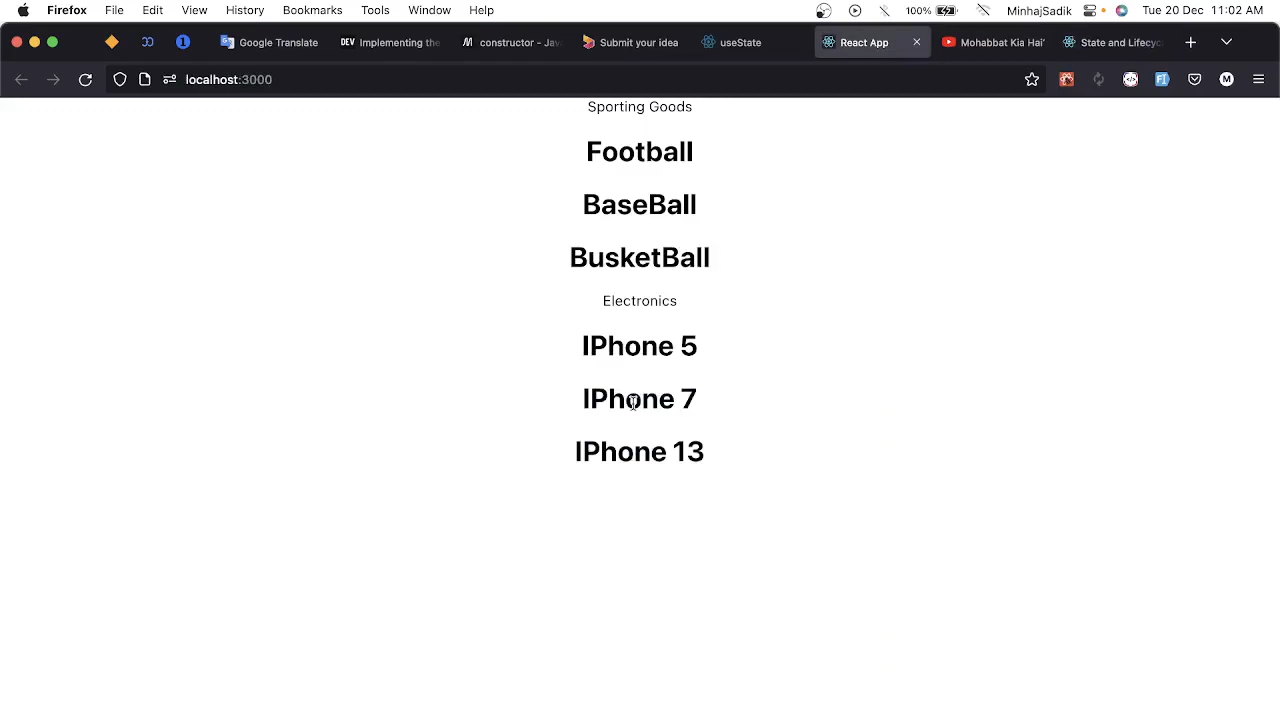 Firefox File Edit View History Bookmarks Tools Window Help 100% MinhajSadik Tue 20 Dec 11:02 AM
Google Translate DEV Implementing the constructor - Jav Submit your idea useState React App Mohabbat Kia Hai' State and Lifecyc
localhost:3000 M
Sporting Goods
Football
BaseBall
BusketBall
Electronics
IPhone 5
IPhone 7
IPhone 13